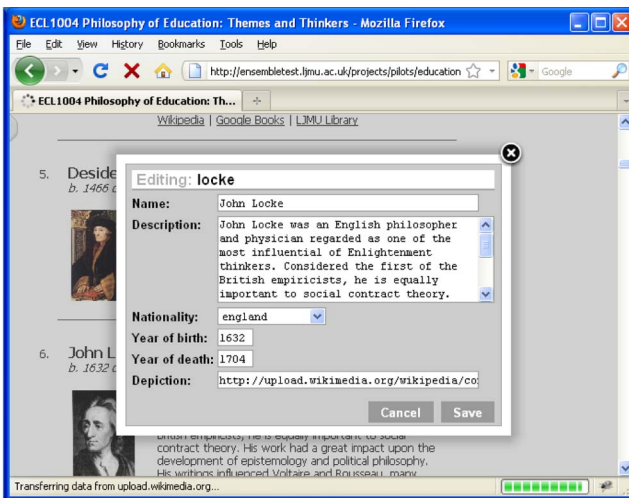 ECL1004 Philosophy of Education: Themes and Thinkers - Mozilla Firefox
File Edit View History Bookmarks Tools Help
http://ensembletest.ljmu.ac.uk/projects/pilots/education
Google
ECL1004 Philosophy of Education: Th...
Wikipedia | Google Books | LJMU Library
5. Deside
b. 1466
Editing: locke
Name: John Locke
Description: John Locke was an English philosopher
and physician regarded as one of the
most influential of Enlightenment
thinkers. Considered the first of the
British empiricists, he is equally
important to social contract theory.
Nationality: england
Year of birth: 1632
Year of death: 1704
Depiction: http://upload.wikimedia.org/wikipedia/co
Cancel Save
6. John L
b. 1632
British empiricists, he is equally important to social
contract theory. His work had a great impact upon the
development of epistemology and political philosophy.
His writings influenced Voltaire and Rousseau, many
Transferring data from upload.wikimedia.org...